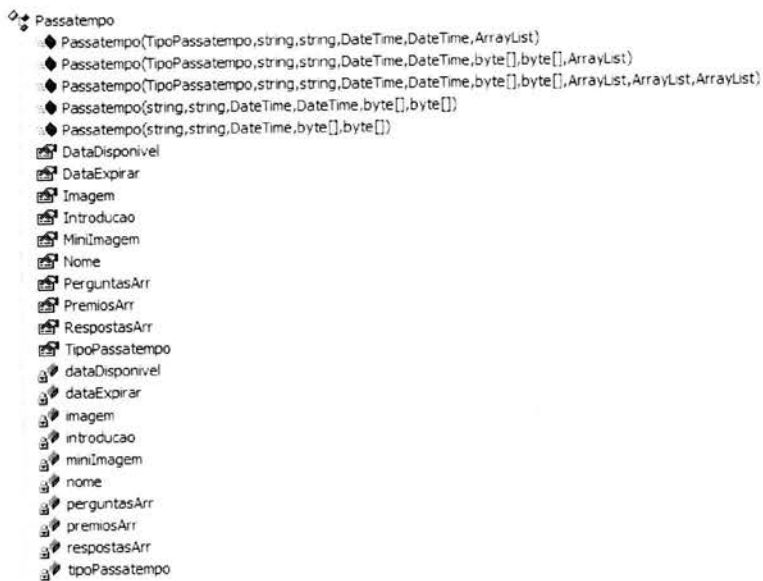 Passatempo
Passatempo(TipoPassatempo,string,string,DateTime,DateTime,ArrayList)
Passatempo(TipoPassatempo,string,string,DateTime,DateTime,byte[],byte[],ArrayList)
Passatempo(TipoPassatempo,string,string,DateTime,DateTime,byte[],byte[],ArrayList,ArrayList,ArrayList)
Passatempo(string,string,DateTime,DateTime,byte[],byte[])
Passatempo(string,string,DateTime,byte[],byte[])
DataDisponivel
DataExpirar
Imagem
Introducao
MiniImagem
Nome
PerguntasArr
PremiosArr
RespostasArr
TipoPassatempo
dataDisponivel
dataExpirar
imagem
introducao
miniImagem
nome
perguntasArr
premiosArr
respostasArr
tipoPassatempo